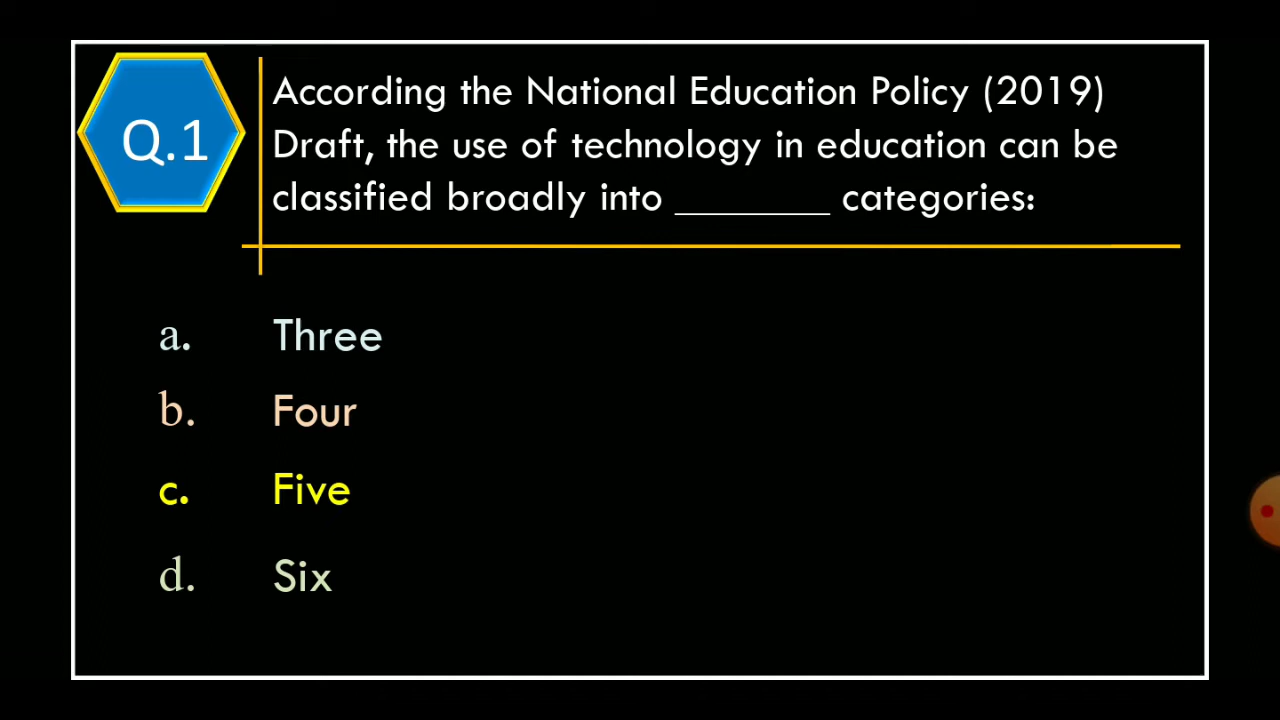 Q.1
According the National Education Policy (2019)
Draft, the use of technology in education can be
classified broadly into ________ categories:
a. Three
b. Four
c. Five
d. Six